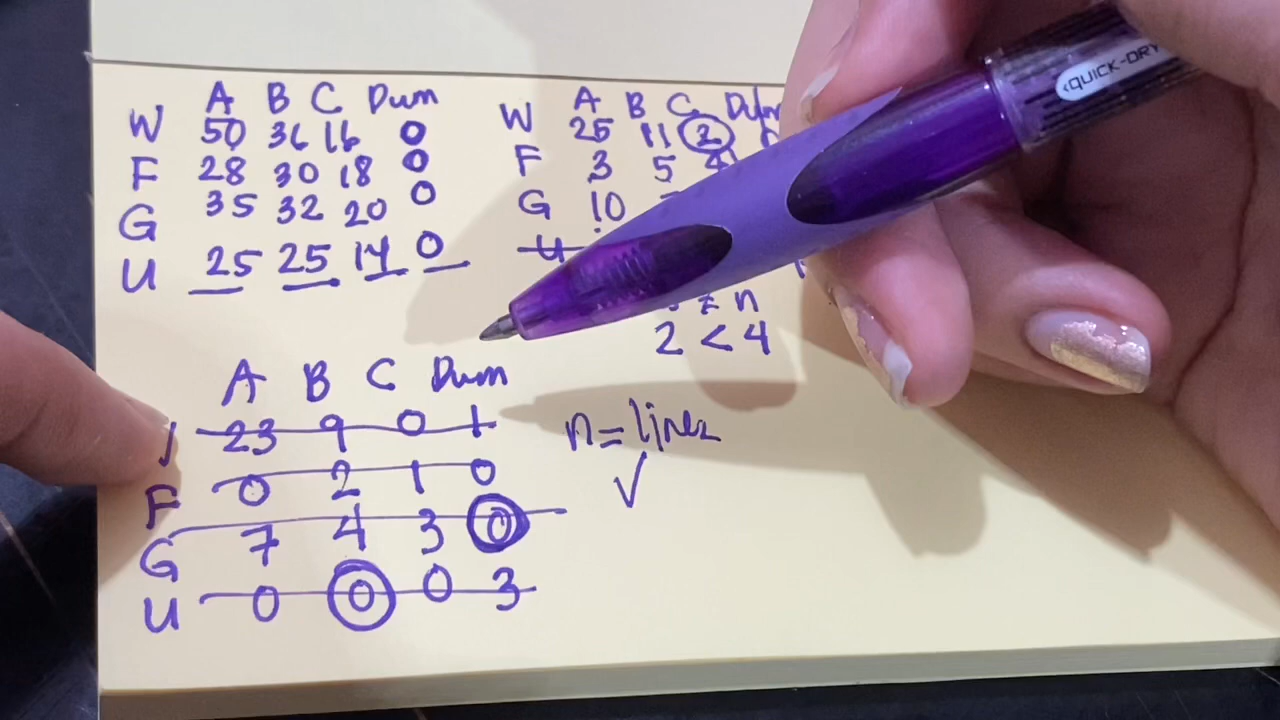 A B C Dum
W 50 36 16 0
F 28 30 18 0
G 35 32 20 0
U 25 25 14 0
A B C
W 25 11 2
F 3 5 4
G 10
U
n
2 < 4
A B C Dum
23 9 0 1
F 0 2 1 0
G 7 4 3 0
U 0 0 0 3
n = lines
✓
QUICK-DRY